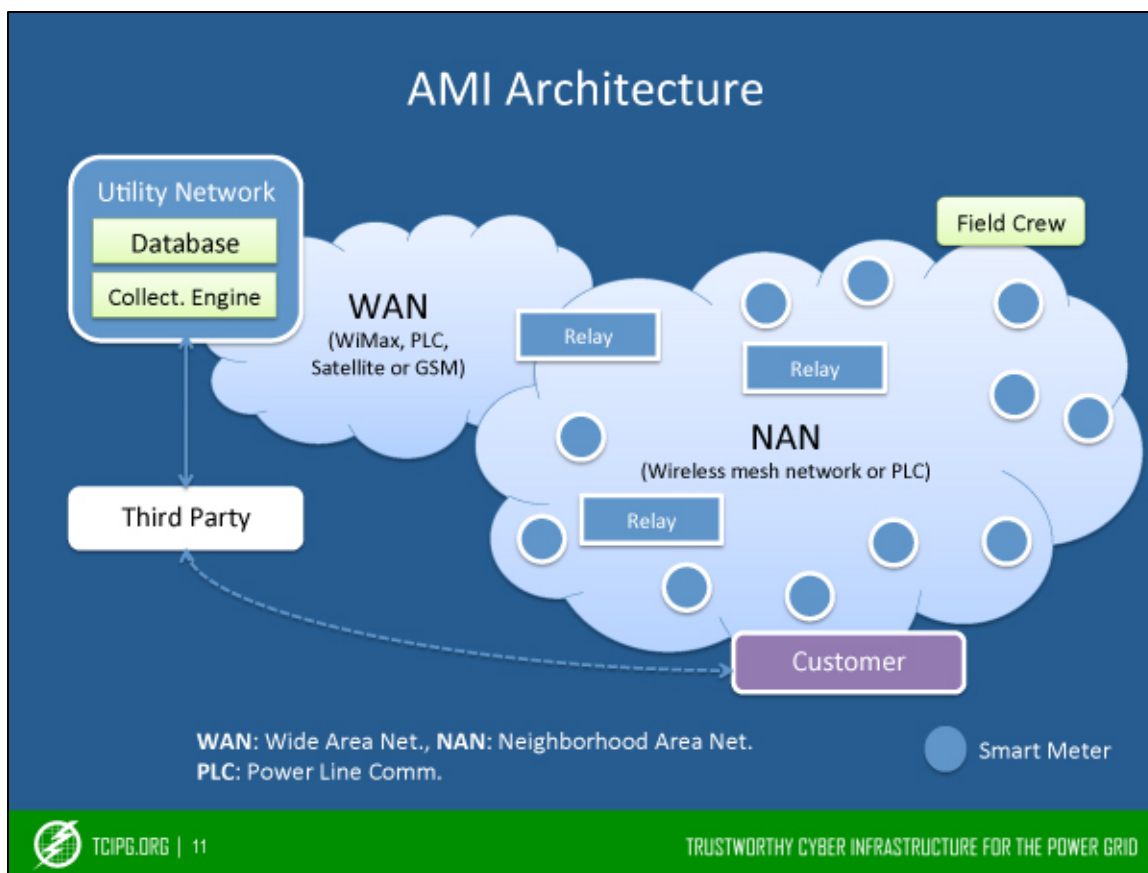 AMI Architecture
Utility Network
Database
Collect. Engine
Field Crew
WAN
(WiMax, PLC,
Satellite or GSM)
Relay
Relay
NAN
(Wireless mesh network or PLC)
Relay
Third Party
Customer
WAN: Wide Area Net., NAN: Neighborhood Area Net.
PLC: Power Line Comm.
Smart Meter
TCIPG.ORG | 11
TRUSTWORTHY CYBER INFRASTRUCTURE FOR THE POWER GRID